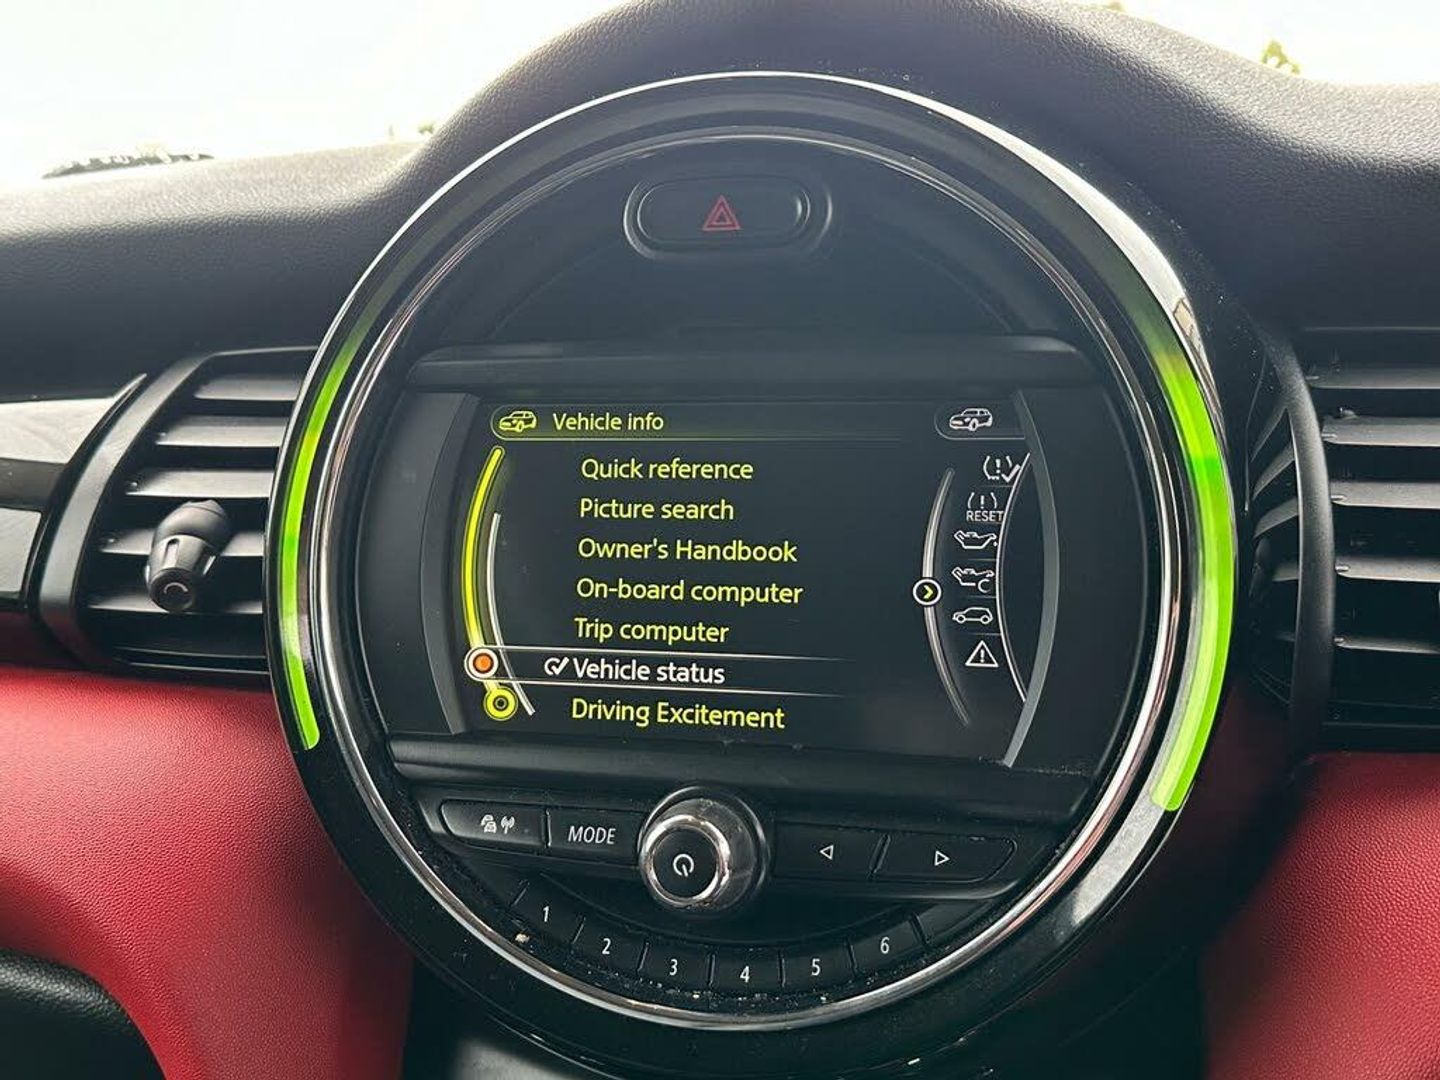 Vehicle info
Quick reference
Picture search
Owner's Handbook
On-board computer
Trip computer
Vehicle status
Driving Excitement
RESET
MODE
1
2
3
4
5
6